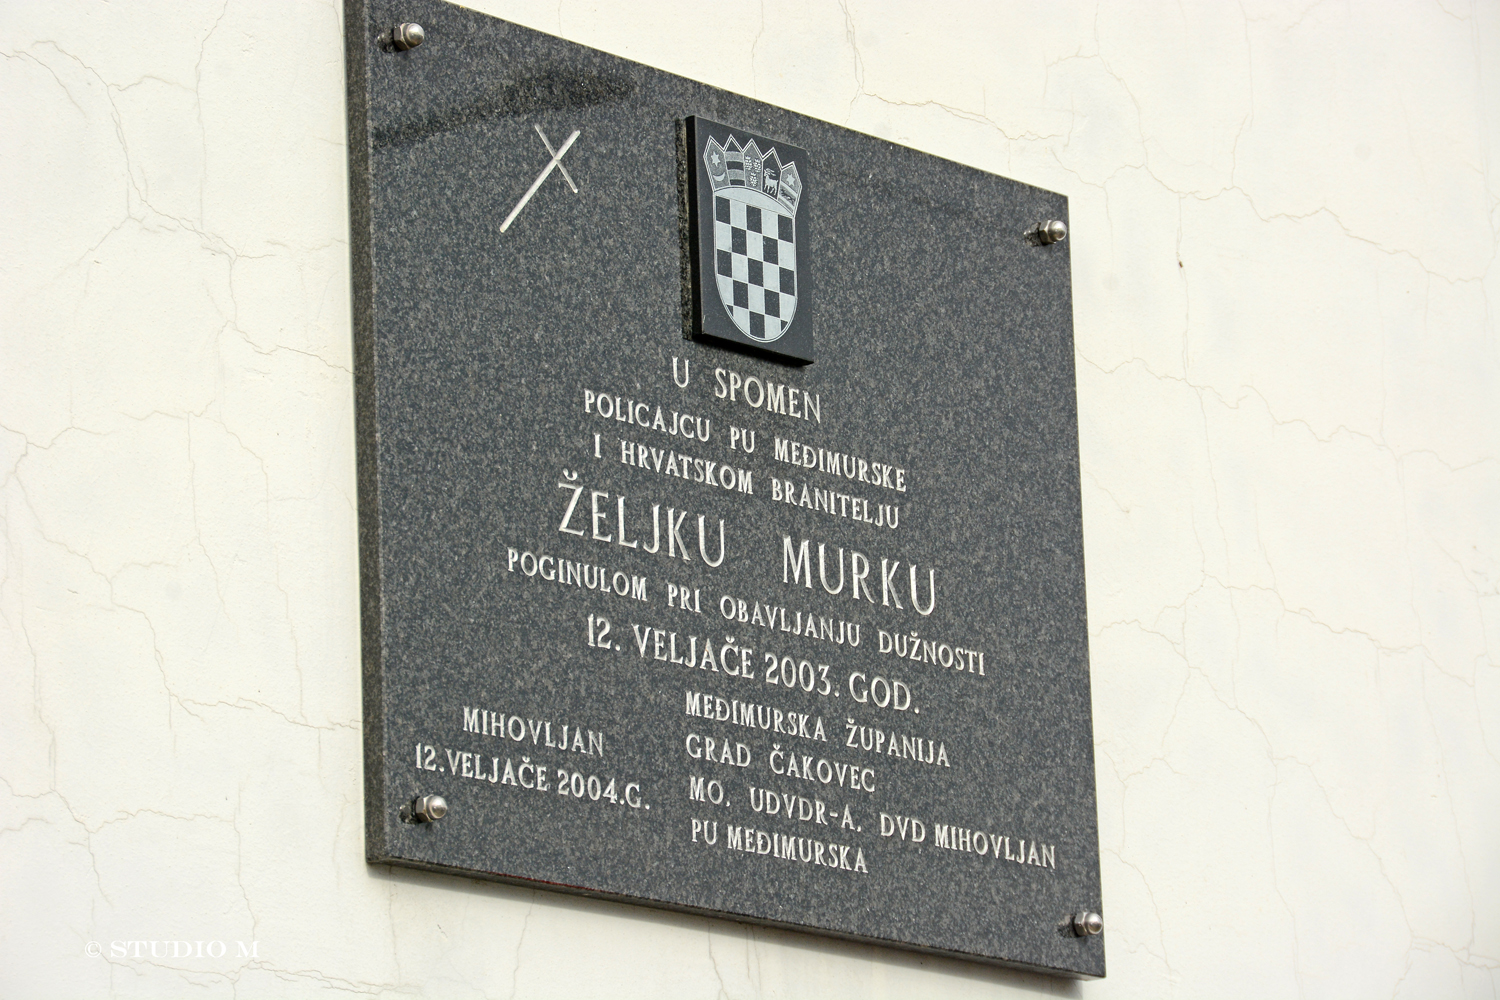 U SPOMEN
POLICAJCU PU MEĐIMURSKE
I HRVATSKOM BRANITELJU
ŽELJKU MURKU
POGINULOM PRI OBAVLJANJU DUŽNOSTI
12. VELJAČE 2003. GOD.
MIHOVLJAN
12.VELJAČE 2004.G.
MEĐIMURSKA ŽUPANIJA
GRAD ČAKOVEC
MO. UDVDR-A. DVD MIHOVLJAN
PU MEĐIMURSKA
© STUDIO M